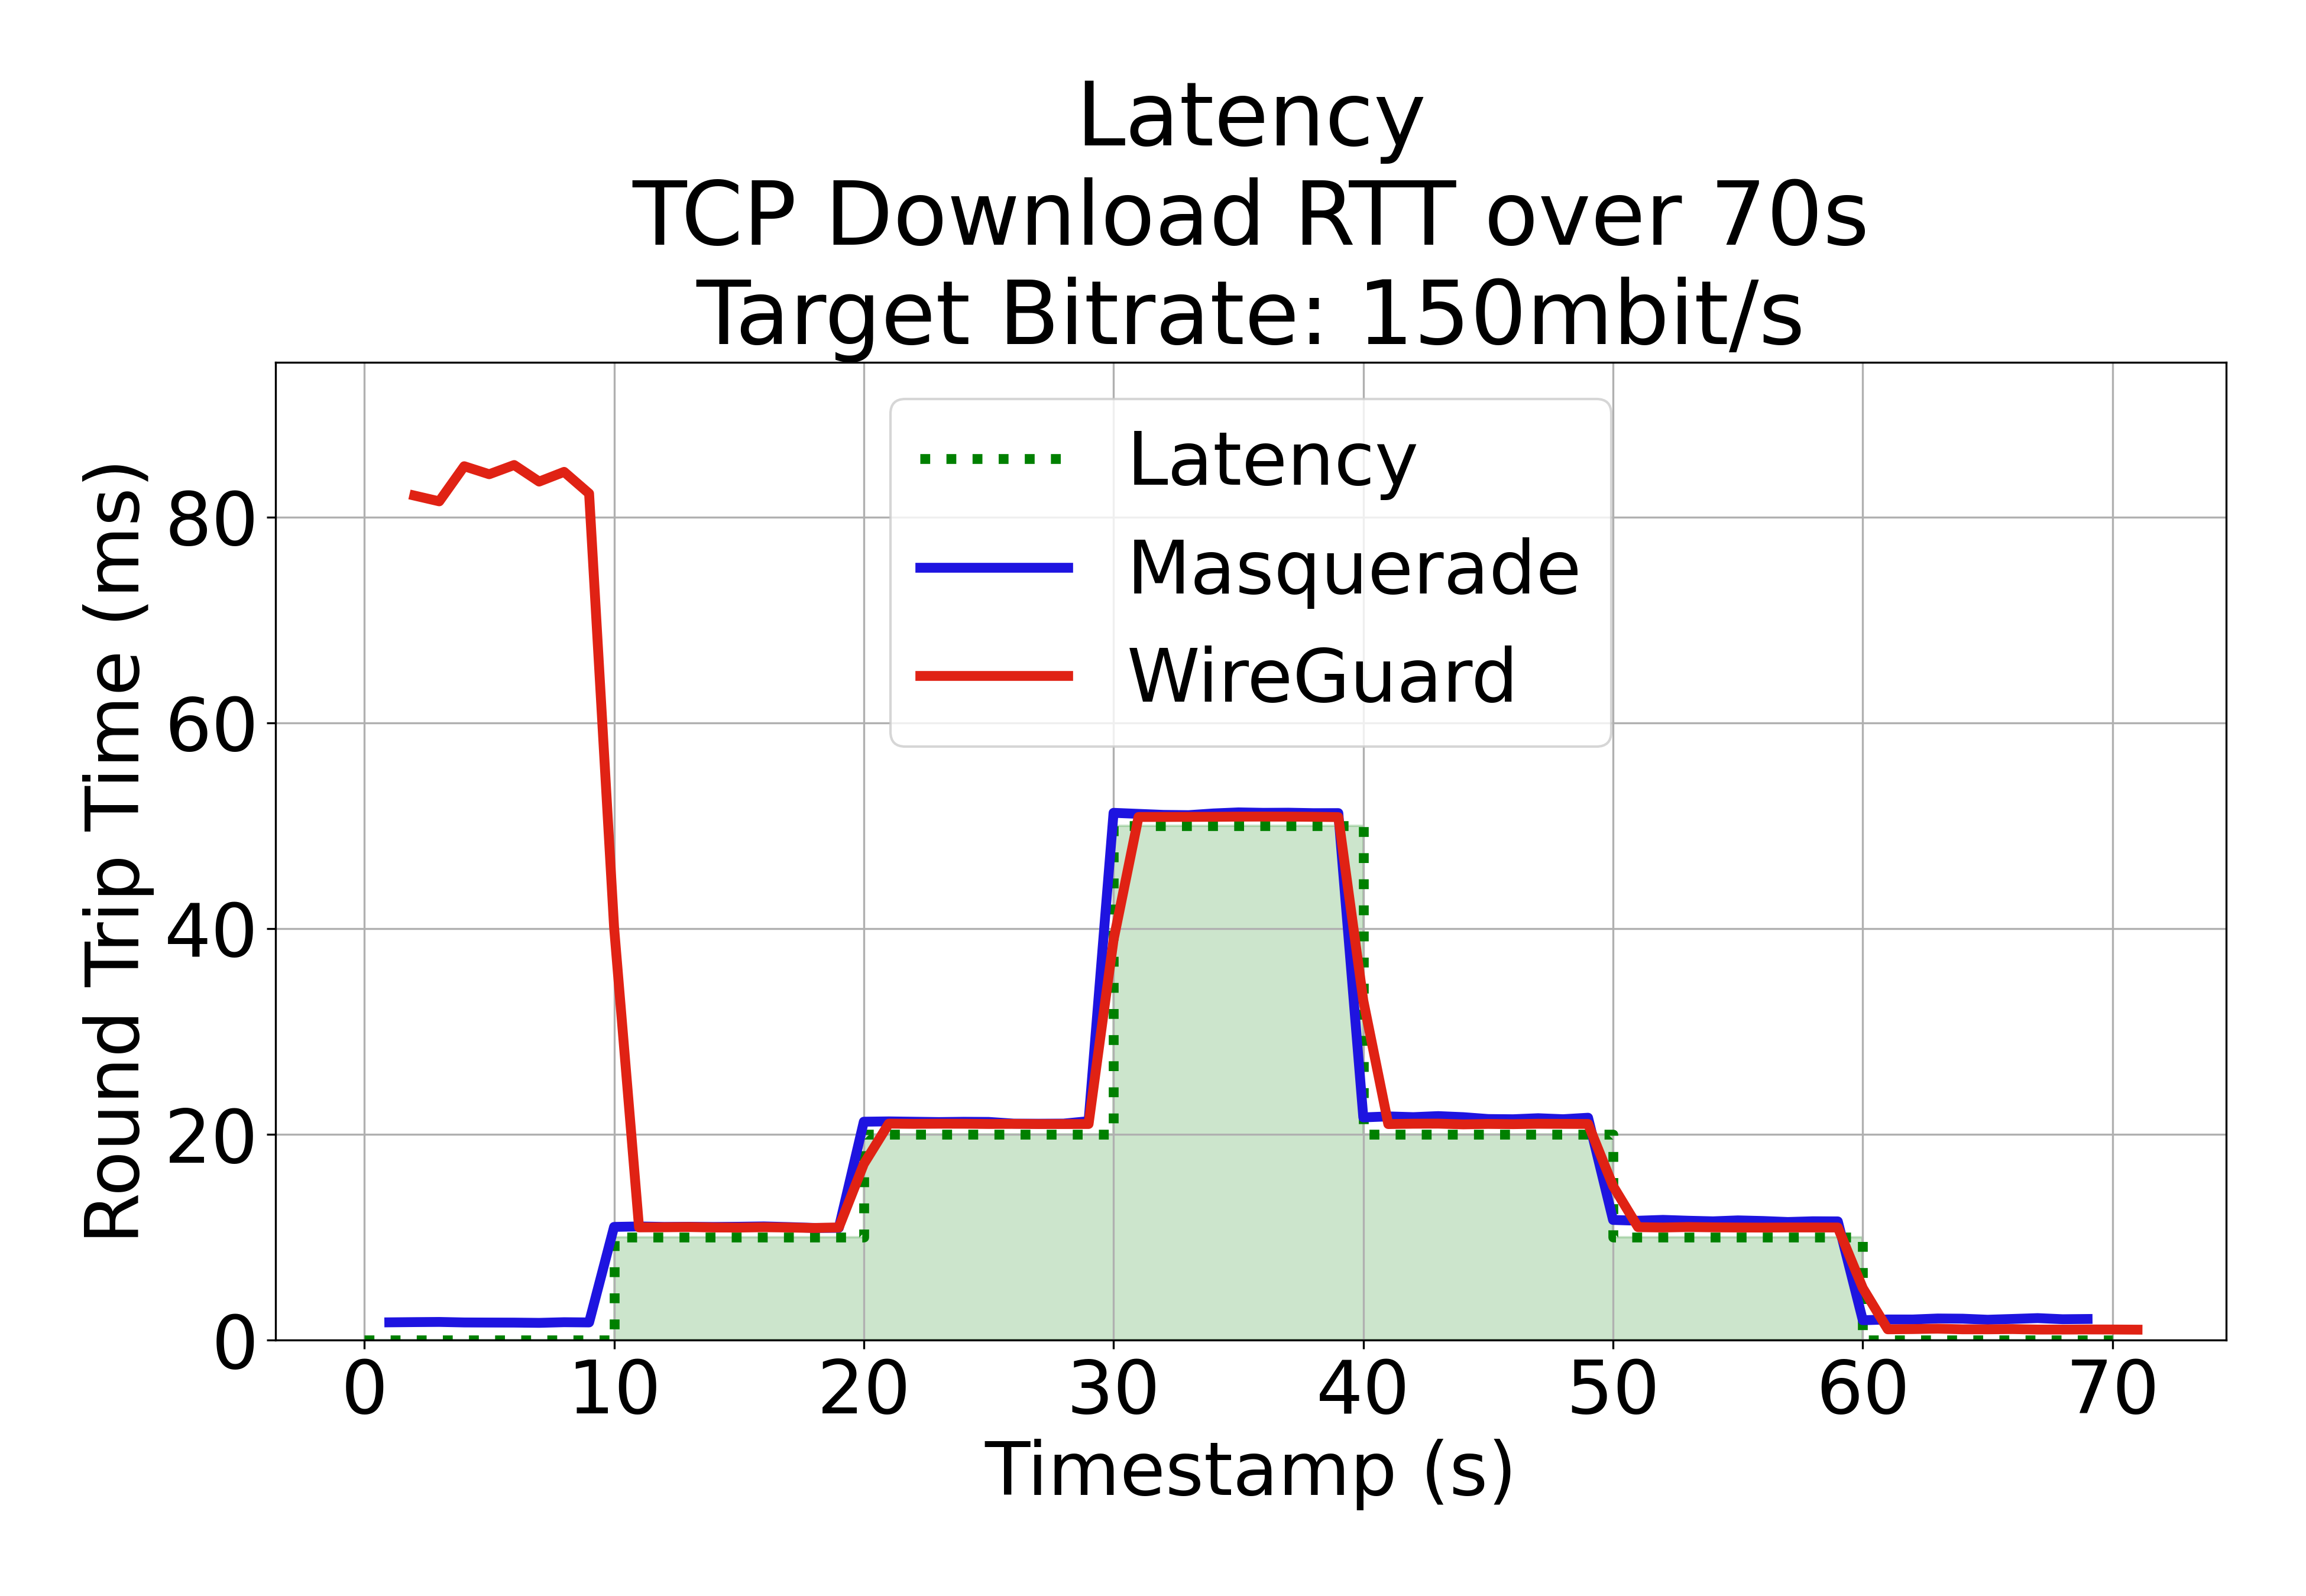 Latency
TCP Download RTT over 70s
Target Bitrate: 150mbit/s
Latency
Masquerade
WireGuard
Round Trip Time (ms)
80
60
40
20
0
0 10 20 30 40 50 60 70
Timestamp (s)